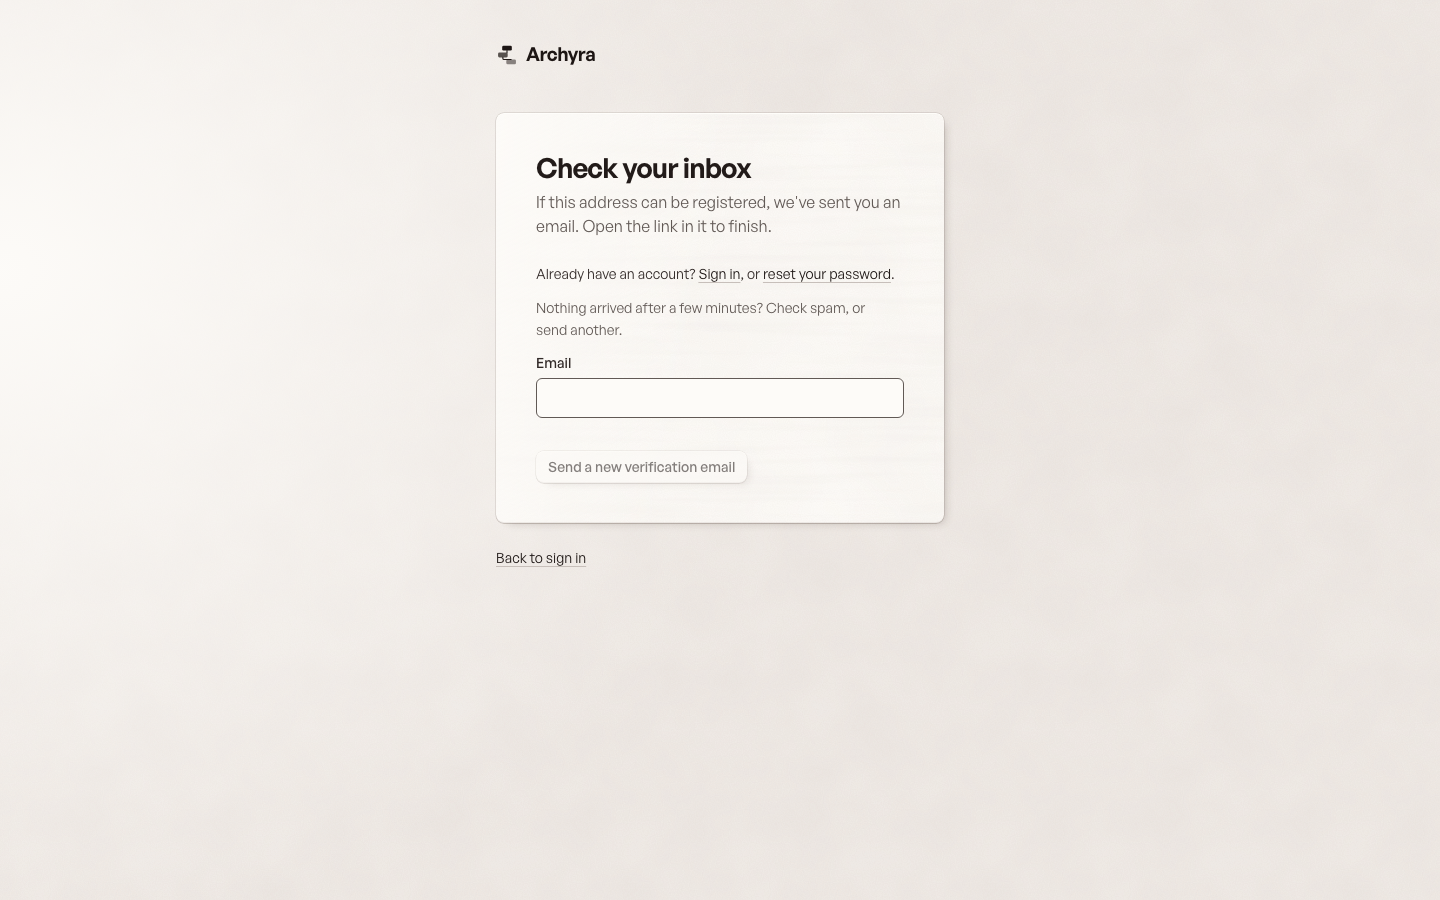 Archyra
Check your inbox
If this address can be registered, we've sent you an
email. Open the link in it to finish.
Already have an account? Sign in, or reset your password.
Nothing arrived after a few minutes? Check spam, or
send another.
Email
Send a new verification email
Back to sign in